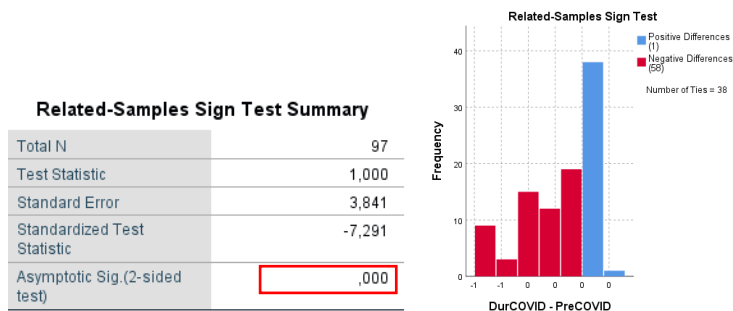 Related-Samples Sign Test Summary
Total N 97
Test Statistic 1,000
Standard Error 3,841
Standardized Test -7,291
Statistic
Asymptotic Sig.(2-sided ,000
test)
Related-Samples Sign Test
Positive Differences
(1)
Negative Differences
(58)
Number of Ties = 38
Frequency
40
30
20
10
0
-1 -1 0 0 0 0
DurCOVID - PreCOVID